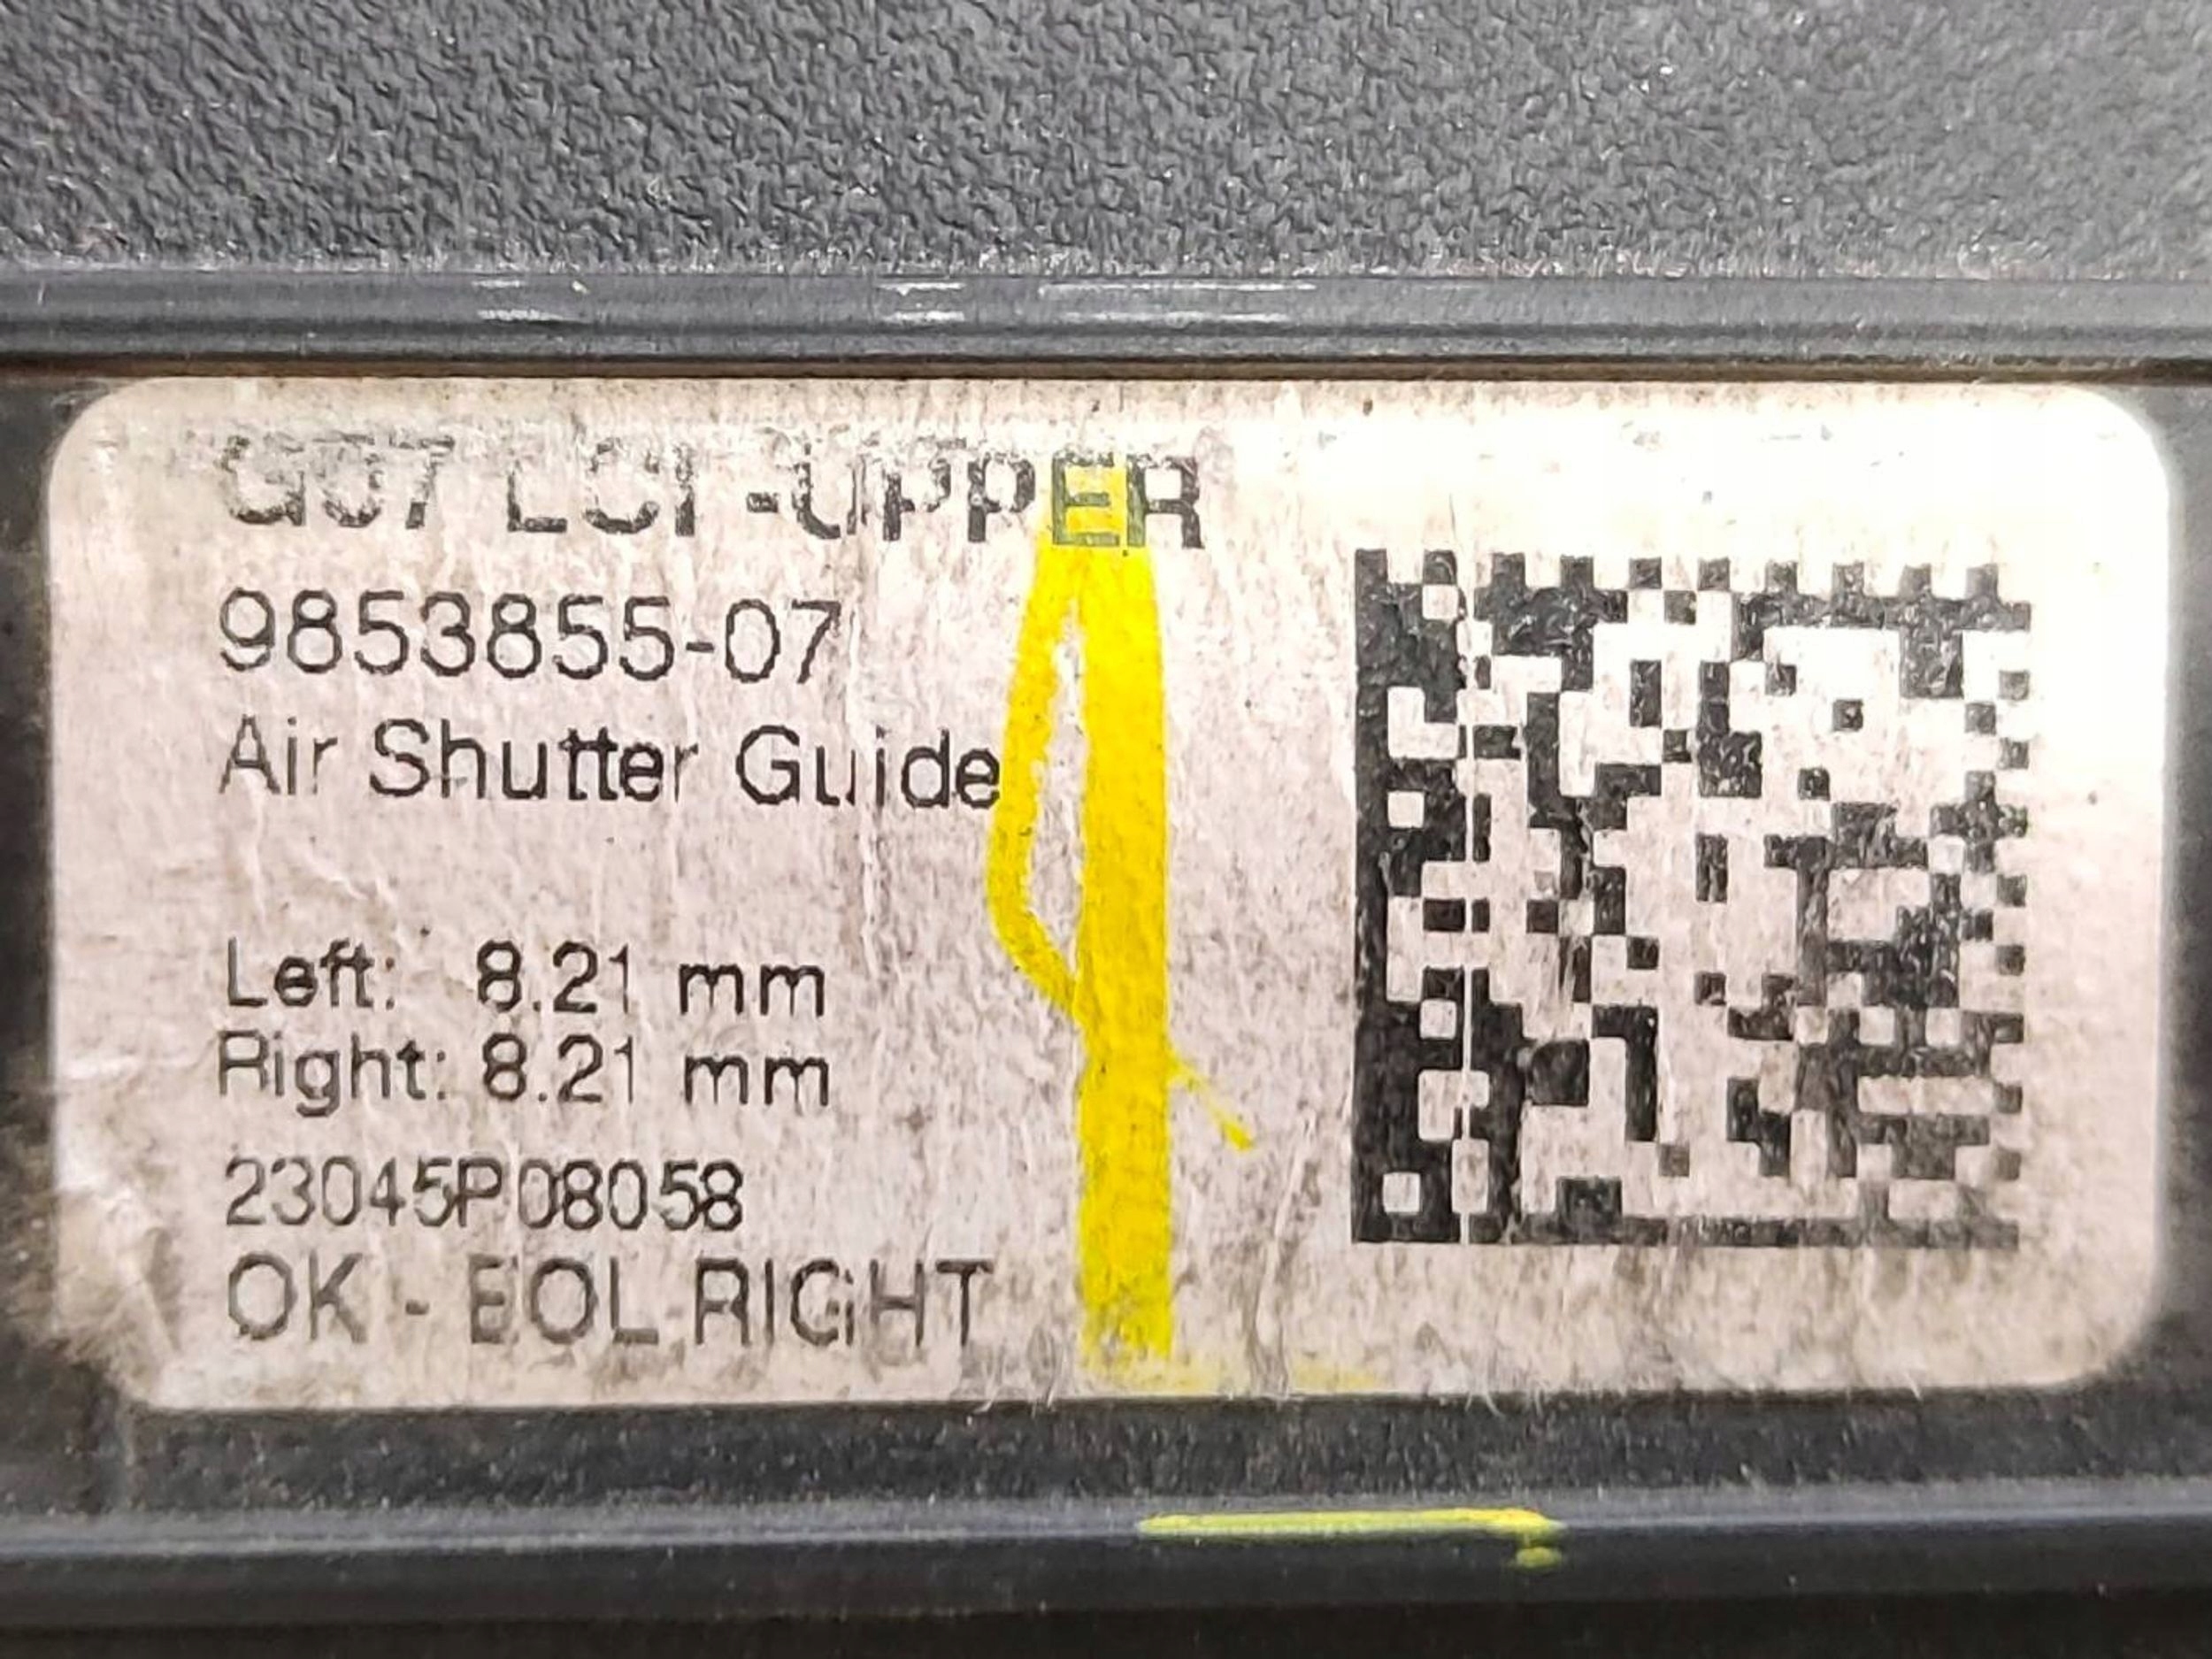 G07 LCI -UPPER
9853855-07
Air Shutter Guide
Left: 8.21 mm
Right: 8.21 mm
23045P08058
OK - EOL RIGHT